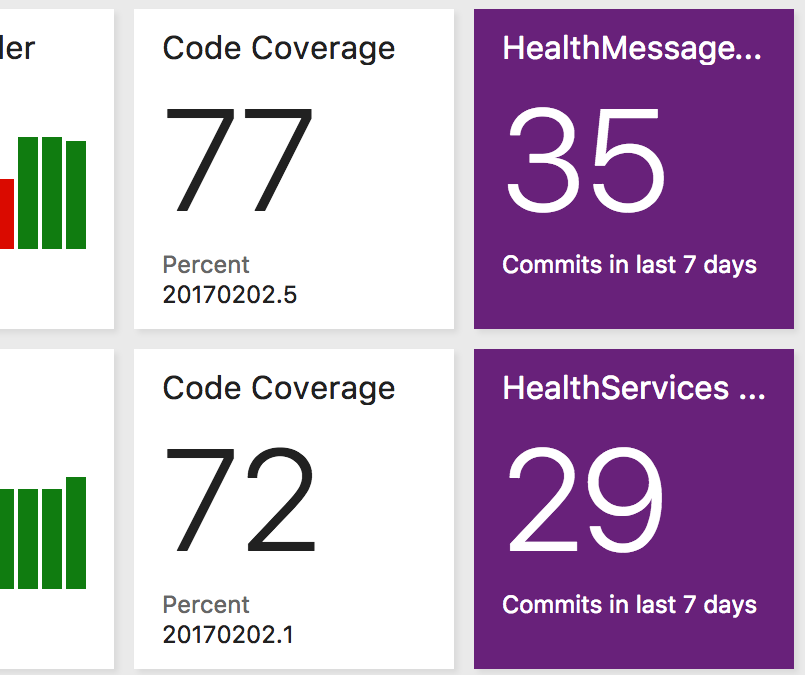 ler
Code Coverage
77
Percent
20170202.5
HealthMessage...
35
Commits in last 7 days
Code Coverage
72
Percent
20170202.1
HealthServices ...
29
Commits in last 7 days